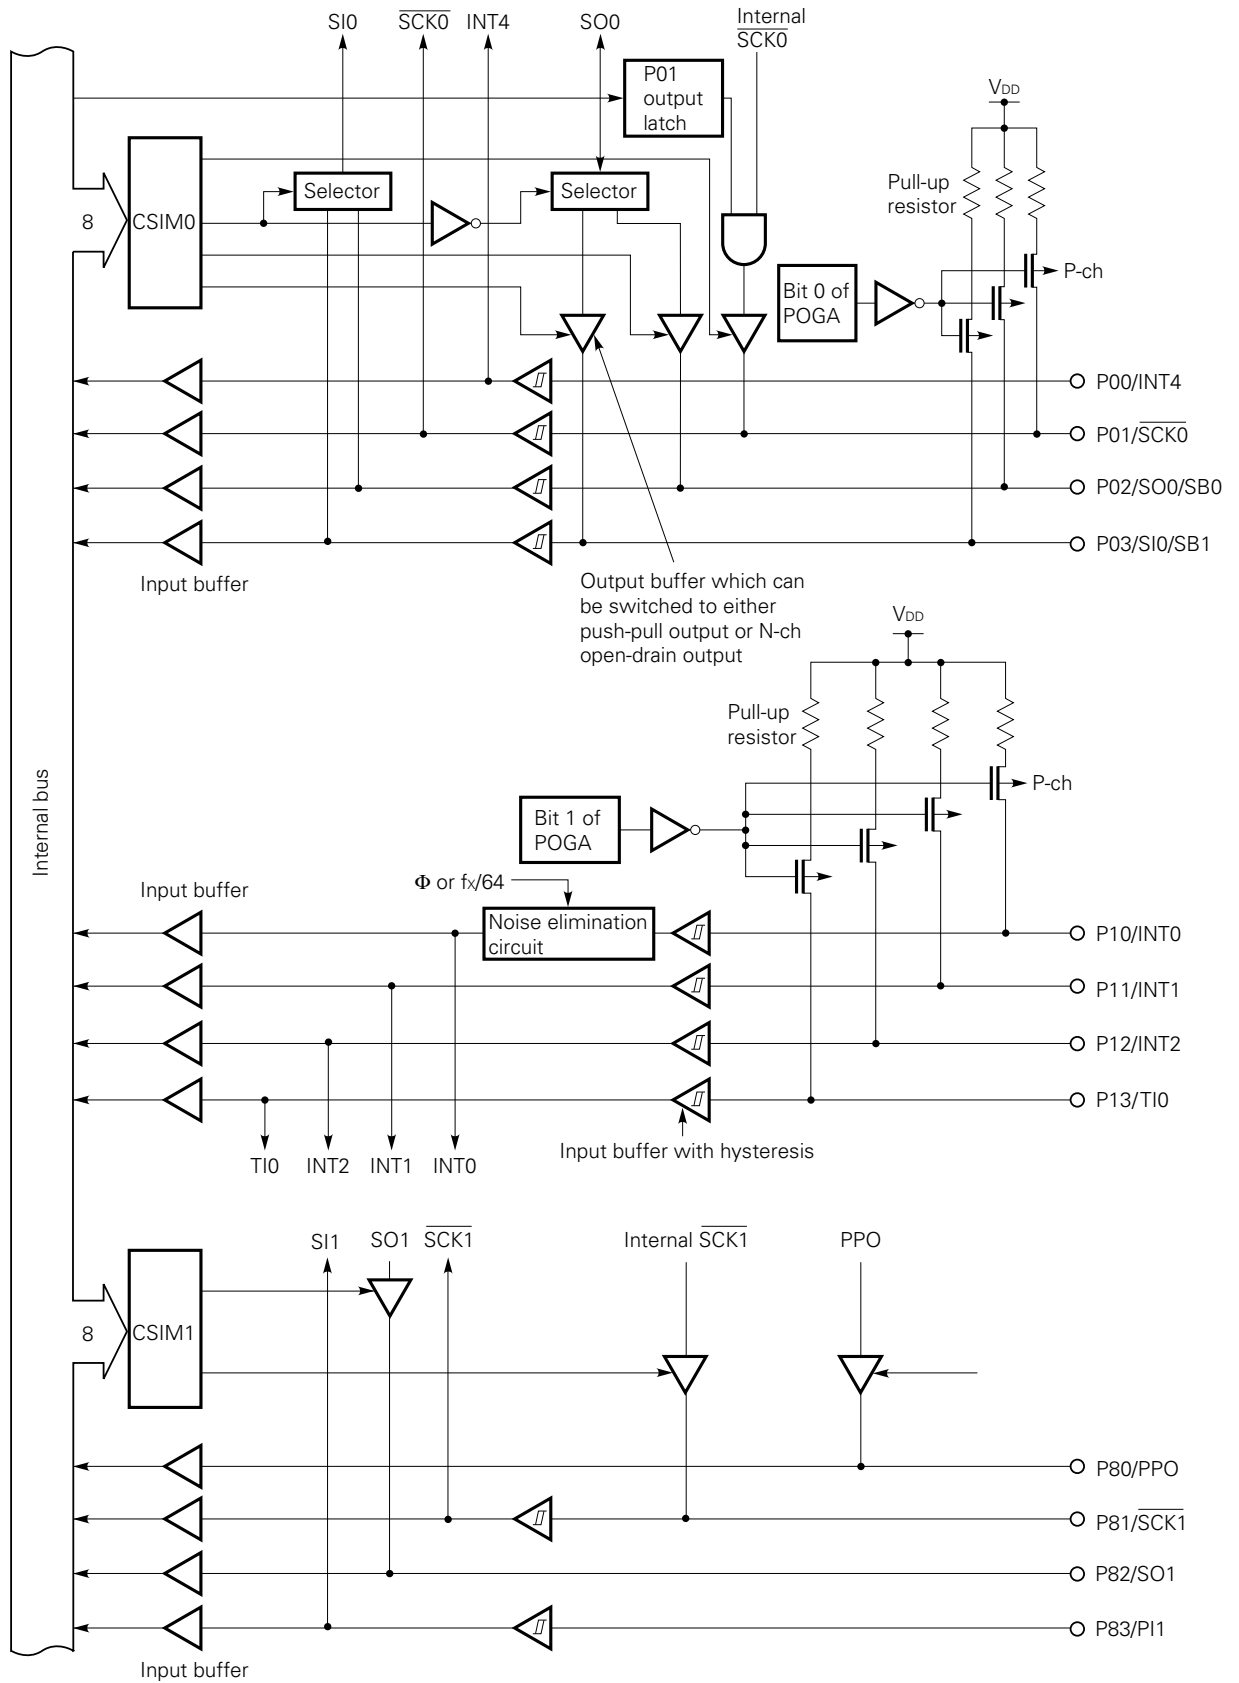 SI0
SCK0
INT4
SO0
Internal
SCK0
P01
output
latch
VDD
Pull-up
resistor
Selector
Selector
8
CSIM0
P-ch
Bit 0 of
POGA
P00/INT4
P01/SCK0
P02/SO0/SB0
P03/SI0/SB1
Input buffer
Output buffer which can
be switched to either
push-pull output or N-ch
open-drain output
VDD
Pull-up
resistor
Internal bus
P-ch
Bit 1 of
POGA
Input buffer
Φ or fx/64
Noise elimination
circuit
P10/INT0
P11/INT1
P12/INT2
P13/TI0
Input buffer with hysteresis
TI0
INT2
INT1
INT0
SI1
SO1
SCK1
Internal SCK1
PPO
8
CSIM1
P80/PPO
P81/SCK1
P82/SO1
P83/PI1
Input buffer